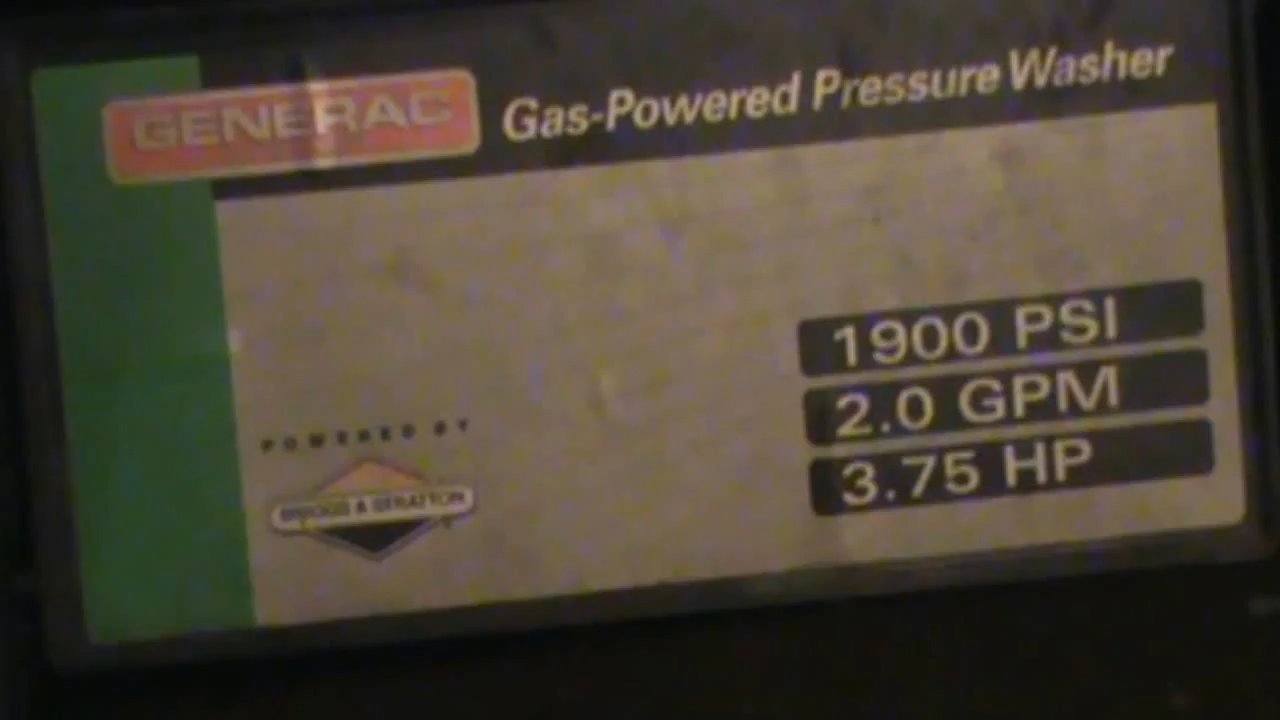 GENERAC Gas-Powered Pressure Washer
1900 PSI
2.0 GPM
3.75 HP
POWERED BY
BRIGGS & STRATTON